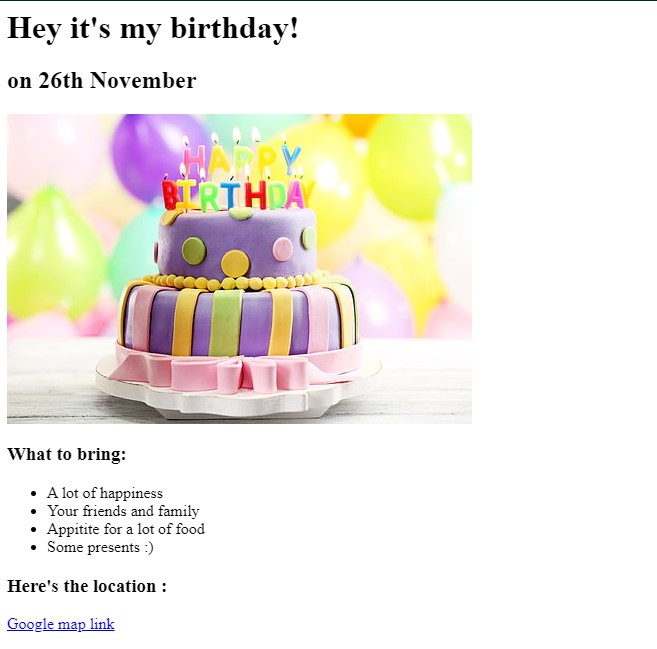 Hey it's my birthday!
on 26th November
HAPPY
BIRTHDAY
What to bring:
A lot of happiness
Your friends and family
Appitite for a lot of food
Some presents :)
Here's the location :
Google map link